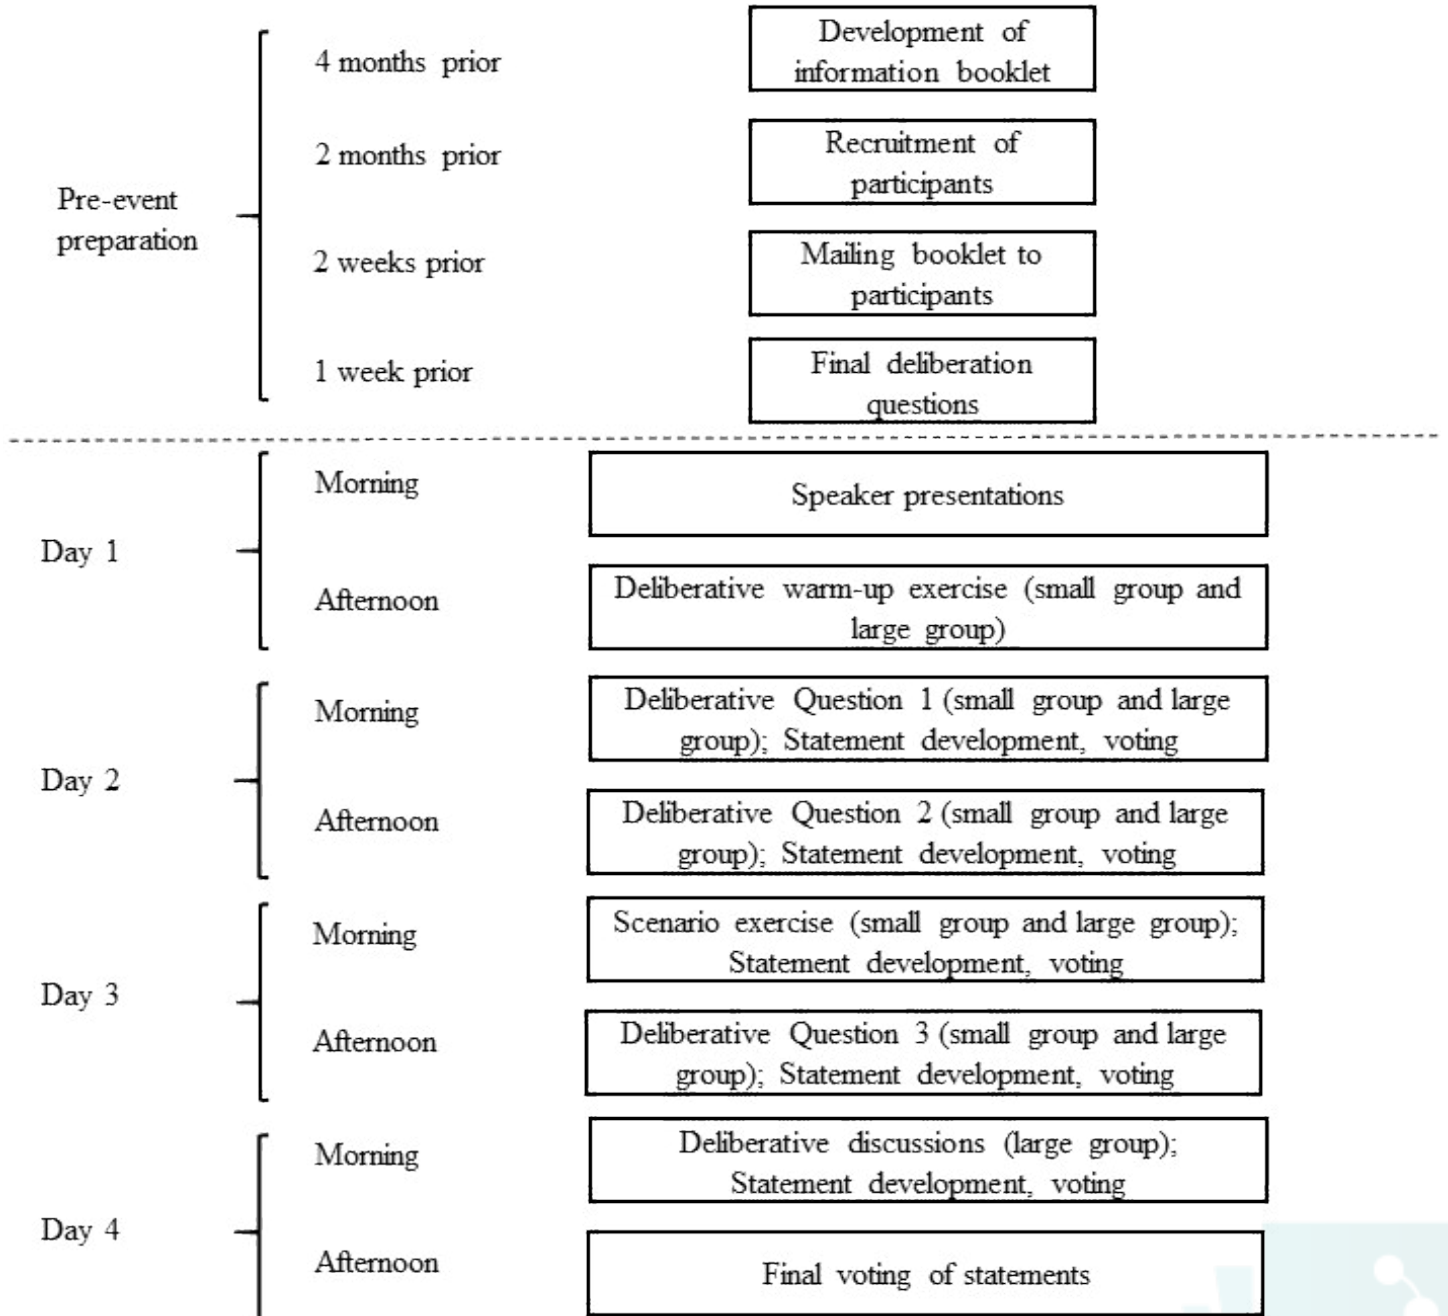 Pre-event
preparation
4 months prior
Development of
information booklet
2 months prior
Recruitment of
participants
2 weeks prior
Mailing booklet to
participants
1 week prior
Final deliberation
questions
Day 1
Morning
Speaker presentations
Afternoon
Deliberative warm-up exercise (small group and
large group)
Day 2
Morning
Deliberative Question 1 (small group and large
group); Statement development, voting
Afternoon
Deliberative Question 2 (small group and large
group); Statement development, voting
Day 3
Morning
Scenario exercise (small group and large group);
Statement development, voting
Afternoon
Deliberative Question 3 (small group and large
group); Statement development, voting
Day 4
Morning
Deliberative discussions (large group);
Statement development, voting
Afternoon
Final voting of statements